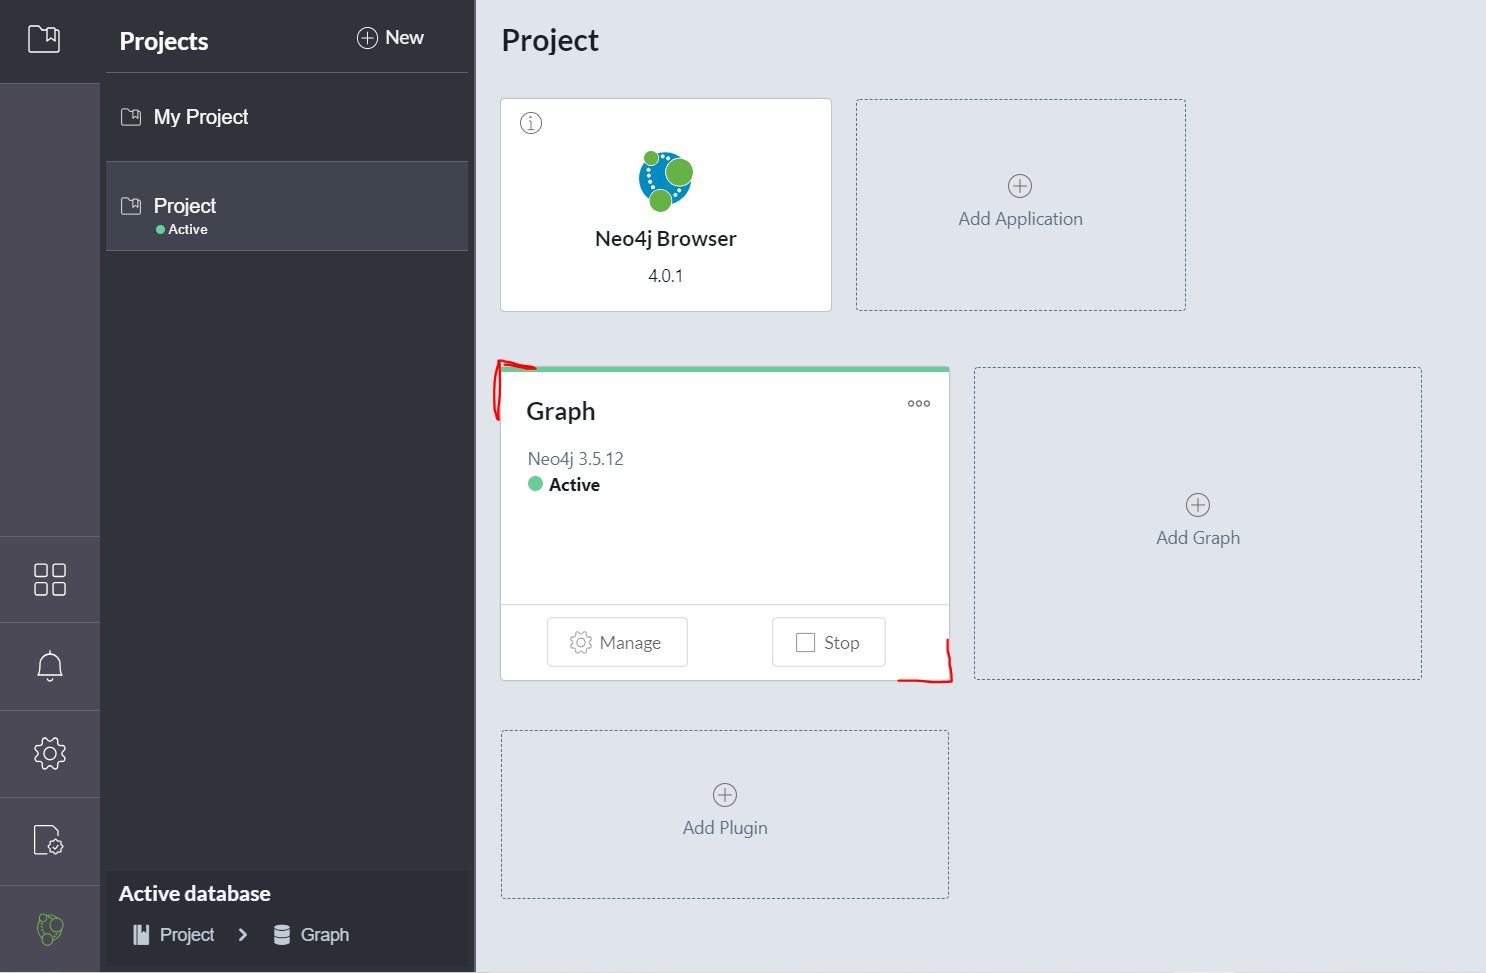 Projects
New
My Project
Project
Active
Active database
Project > Graph
Project
Neo4j Browser
4.0.1
Add Application
Graph
Neo4j 3.5.12
Active
Manage
Stop
Add Graph
Add Plugin